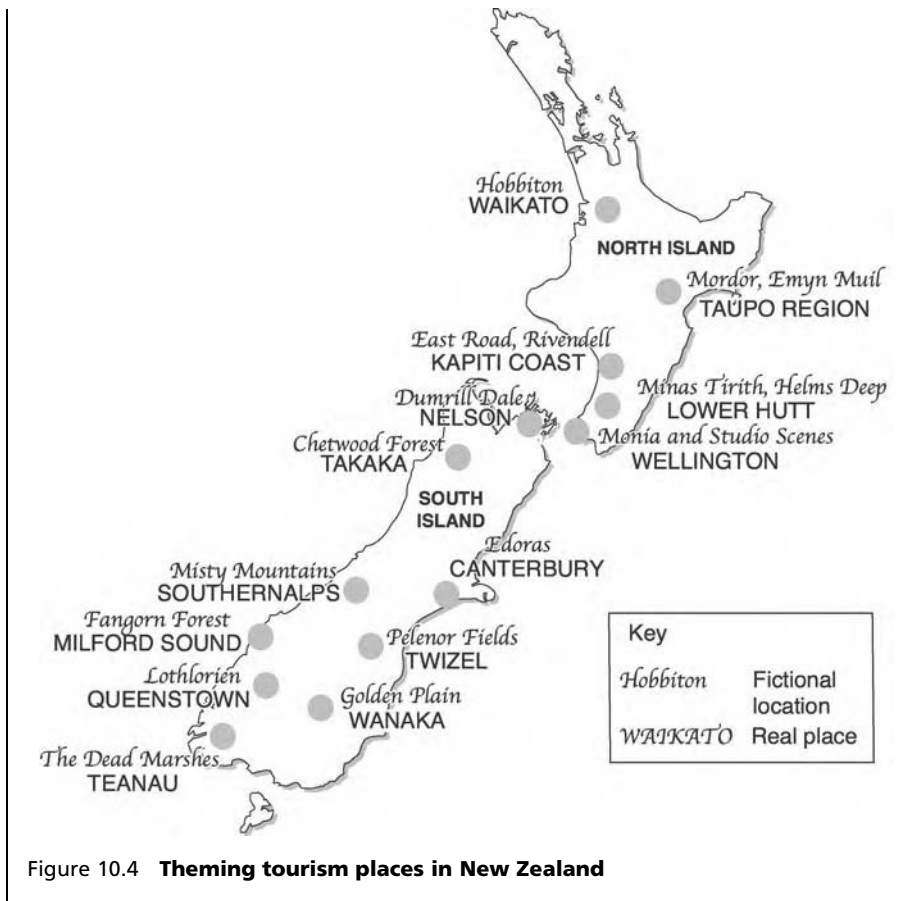 Hobbiton
WAIKATO
NORTH ISLAND
Mordor, Emyn Muil
TAUPO REGION
East Road, Rivendell
KAPITI COAST
Minas Tirith, Helms Deep
LOWER HUTT
Dumrill Dale
NELSON
Monia and Studio Scenes
WELLINGTON
Chetwood Forest
TAKAKA
SOUTH
ISLAND
Edoras
CANTERBURY
Misty Mountains
SOUTHERNALPS
Fangorn Forest
MILFORD SOUND
Pelenor Fields
TWIZEL
Lothlorien
QUEENSTOWN
Golden Plain
WANAKA
The Dead Marshes
TEANAU
Key
Hobbiton Fictional
location
WAIKATO Real place
Figure 10.4 Theming tourism places in New Zealand